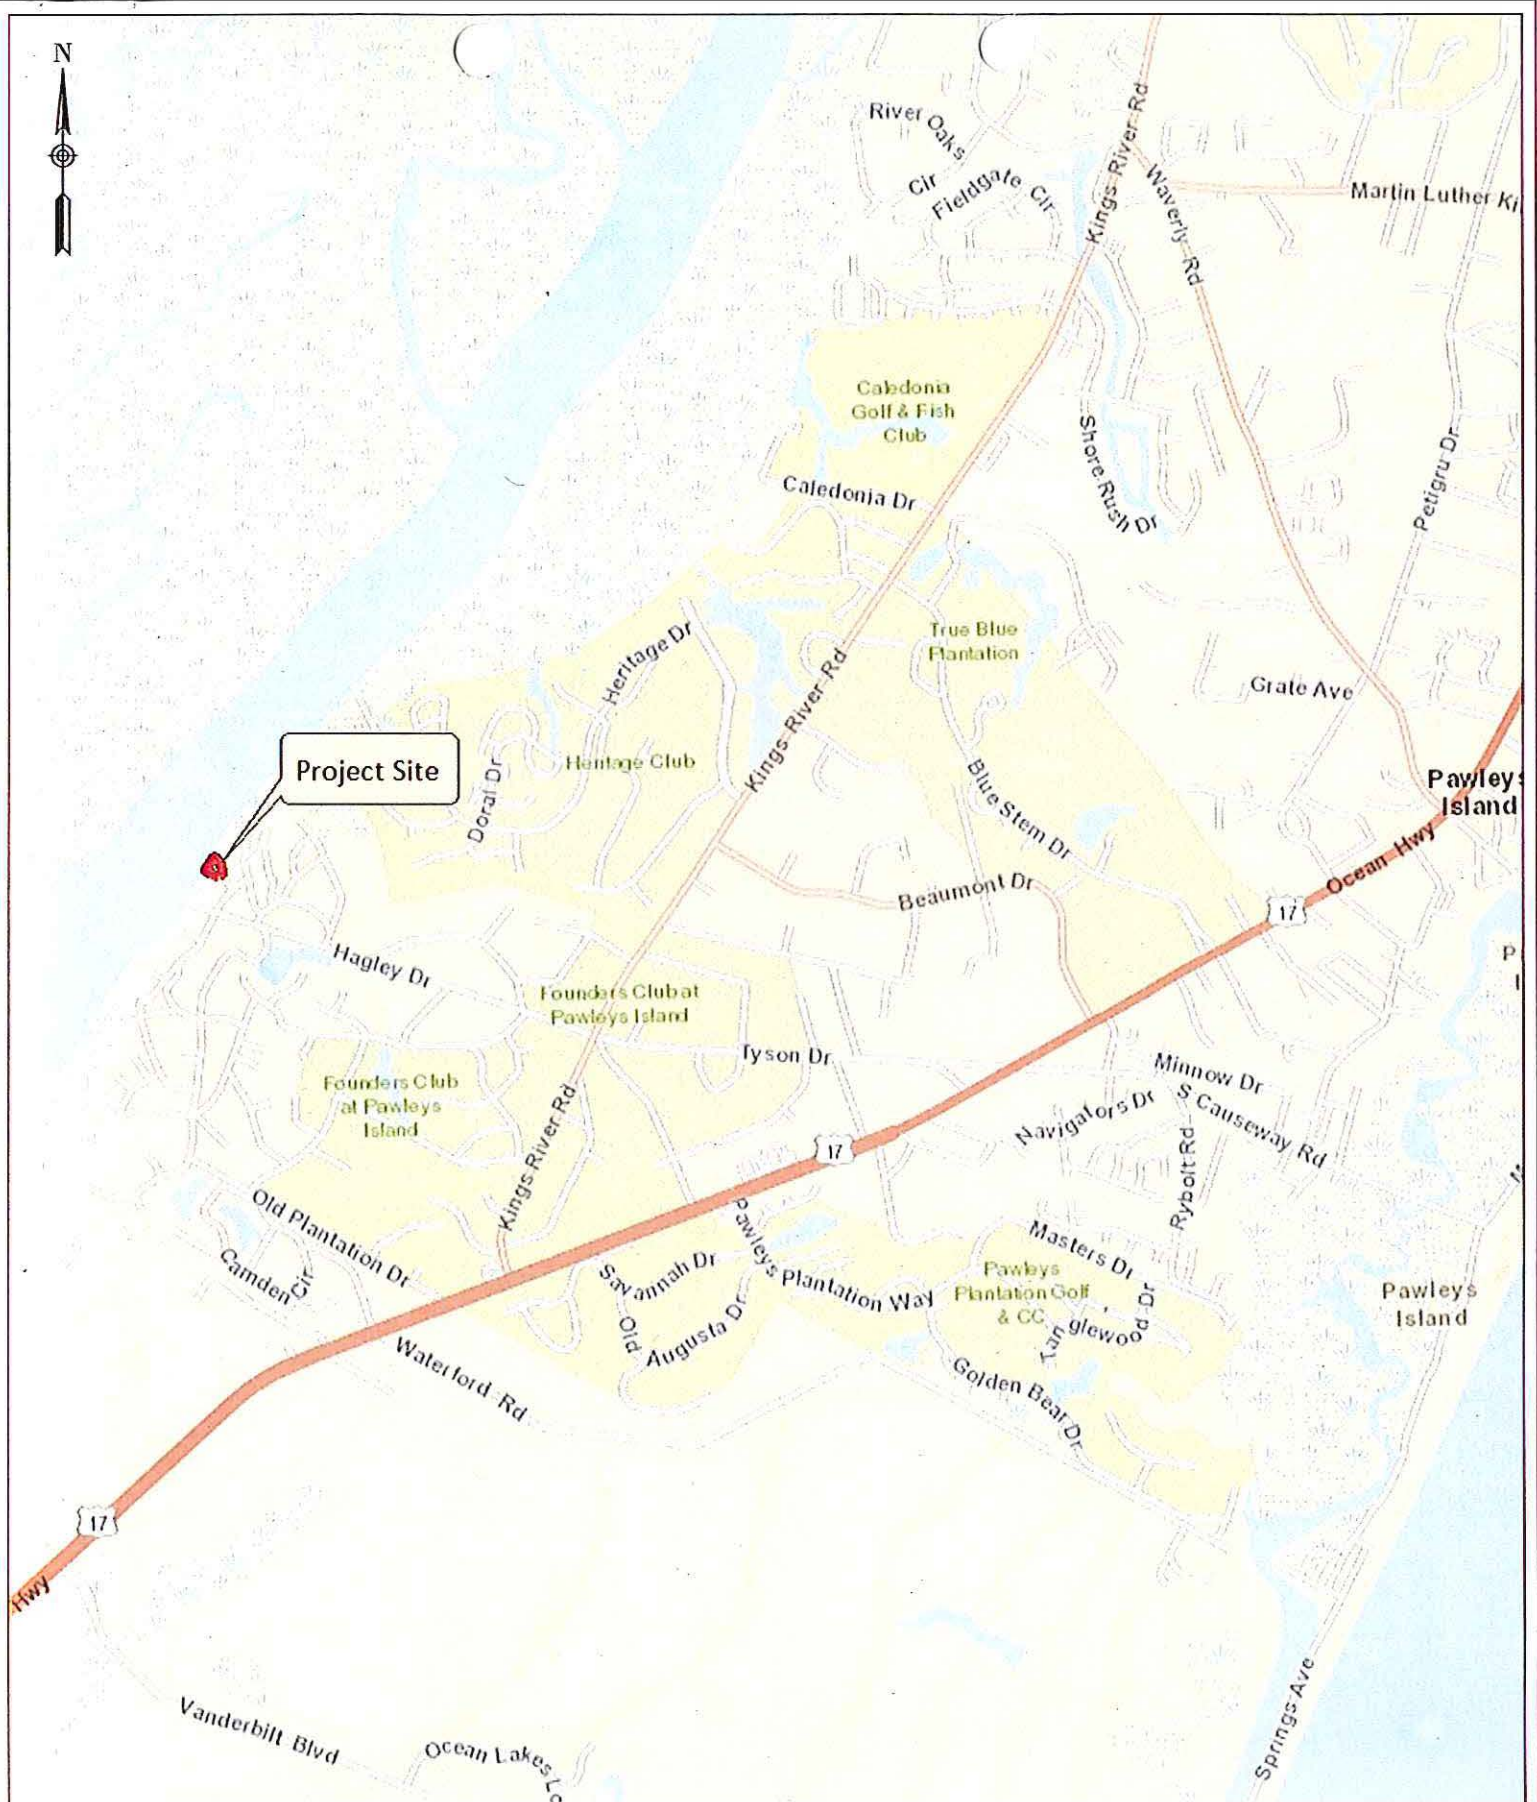 N
River Oaks
Cir
Fieldgate Cir
Kings River Rd
Waverly Rd
Martin Luther Ki
Caledonia
Golf & Fish
Club
Caledonia Dr
Shore Rush Dr
Petigru Dr
Heritage Dr
True Blue
Plantation
Grate Ave
Kings River Rd
Project Site
Doral Dr
Heritage Club
Blue Stem Dr
Pawleys
Island
Ocean Hwy
Beaumont Dr
17
Hagley Dr
P
I
Founders Club at
Pawleys Island
Tyson Dr
Minnow Dr
Founders Club
at Pawleys
Island
Navigators Dr
S Causeway Rd
Kings River Rd
17
Rybolt Rd
Old Plantation Dr
Camden Cir
Pawleys Plantation Way
Masters Dr
Savannah Dr
Pawleys
Plantation Golf
& CC
Pawleys
Island
Old Augusta Dr
Tanglewood Dr
Waterford Rd
Golden Bear Dr
17
Hwy
Springs Ave
Vanderbilt Blvd
Ocean Lakes Lo